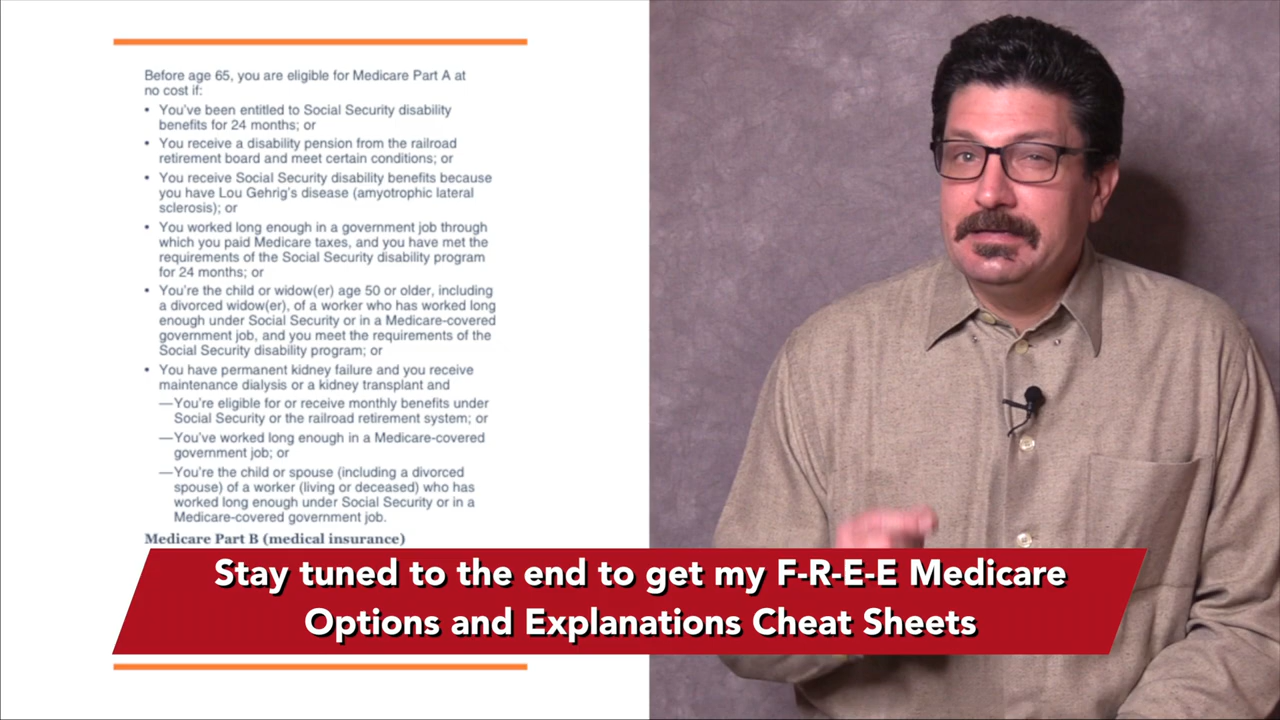 Before age 65, you are eligible for Medicare Part A at
no cost if:
• You've been entitled to Social Security disability
benefits for 24 months; or
• You receive a disability pension from the railroad
retirement board and meet certain conditions; or
• You receive Social Security disability benefits because
you have Lou Gehrig's disease (amyotrophic lateral
sclerosis); or
• You worked long enough in a government job through
which you paid Medicare taxes, and you have met the
requirements of the Social Security disability program
for 24 months; or
• You're the child or widow(er) age 50 or older, including
a divorced widow(er), of a worker who has worked long
enough under Social Security or in a Medicare-covered
government job, and you meet the requirements of the
Social Security disability program; or
• You have permanent kidney failure and you receive
maintenance dialysis or a kidney transplant and
—You're eligible for or receive monthly benefits under
Social Security or the railroad retirement system; or
—You've worked long enough in a Medicare-covered
government job; or
—You're the child or spouse (including a divorced
spouse) of a worker (living or deceased) who has
worked long enough under Social Security or in a
Medicare-covered government job.
Medicare Part B (medical insurance)
Stay tuned to the end to get my F-R-E-E Medicare
Options and Explanations Cheat Sheets